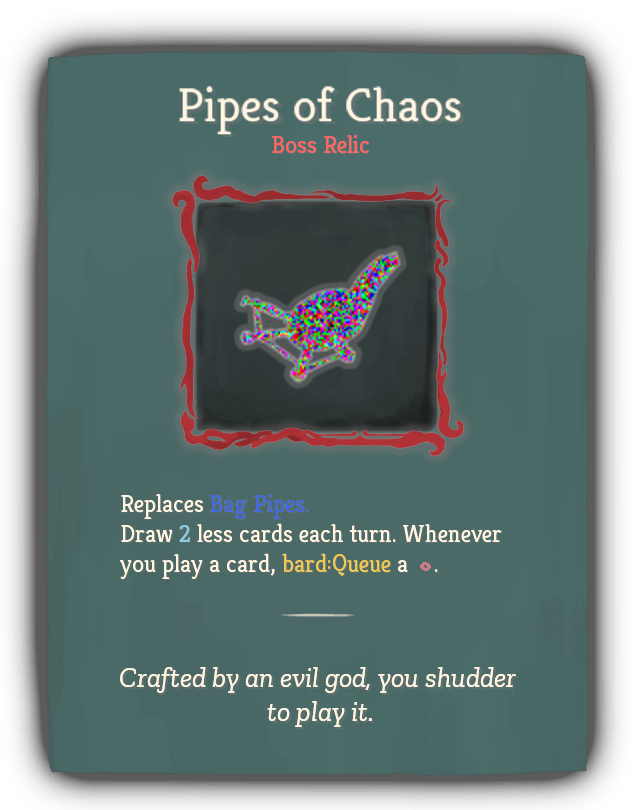 Pipes of Chaos
Boss Relic
Replaces Bag Pipes.
Draw 2 less cards each turn. Whenever
you play a card, bard:Queue a .
Crafted by an evil god, you shudder
to play it.